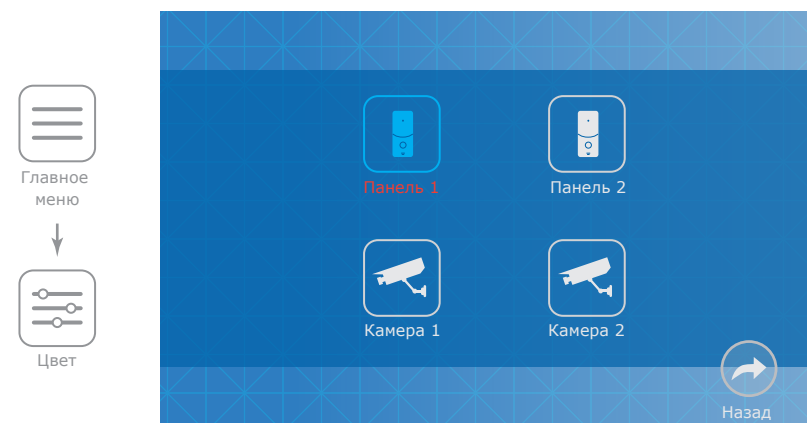 Главное
меню
Цвет
Панель 1
Панель 2
Камера 1
Камера 2
Назад